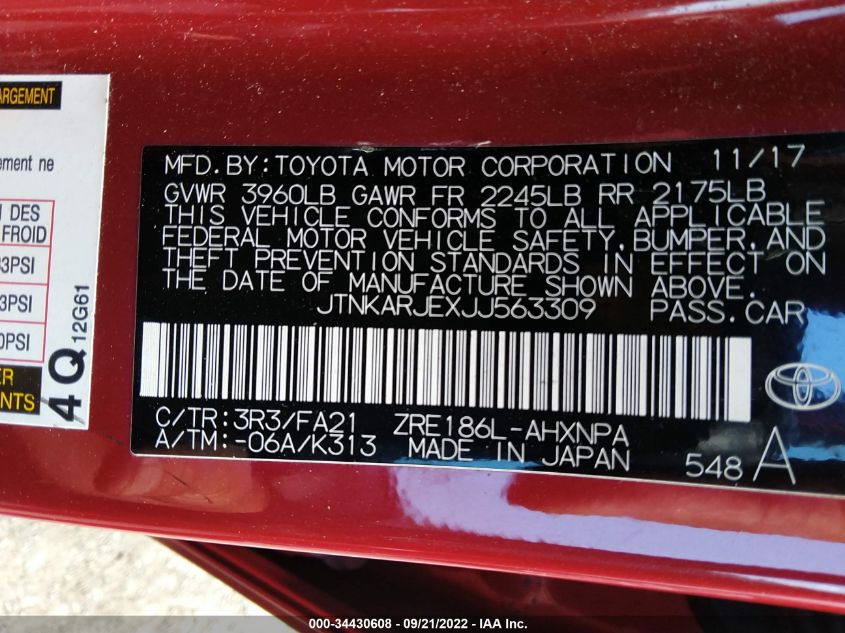 ARGEMENT
ement ne
N DES
FROID
3PSI
3PSI
0PSI
ER
ENTS
4Q 12G61
MFD.BY:TOYOTA MOTOR CORPORATION 11/17
GVWR 3960LB GAWR FR 2245LB RR 2175LB
THIS VEHICLE CONFORMS TO ALL APPLICABLE
FEDERAL MOTOR VEHICLE SAFETY,BUMPER,AND
THEFT PREVENTION STANDARDS IN EFFECT ON
THE DATE OF MANUFACTURE SHOWN ABOVE.
JTNKARJEXJJ563309 PASS.CAR
C/TR:3R3/FA21 ZRE186L-AHXNPA
A/TM:-06A/K313 MADE IN JAPAN
548 A
000-34430608 - 09/21/2022 - IAA Inc.